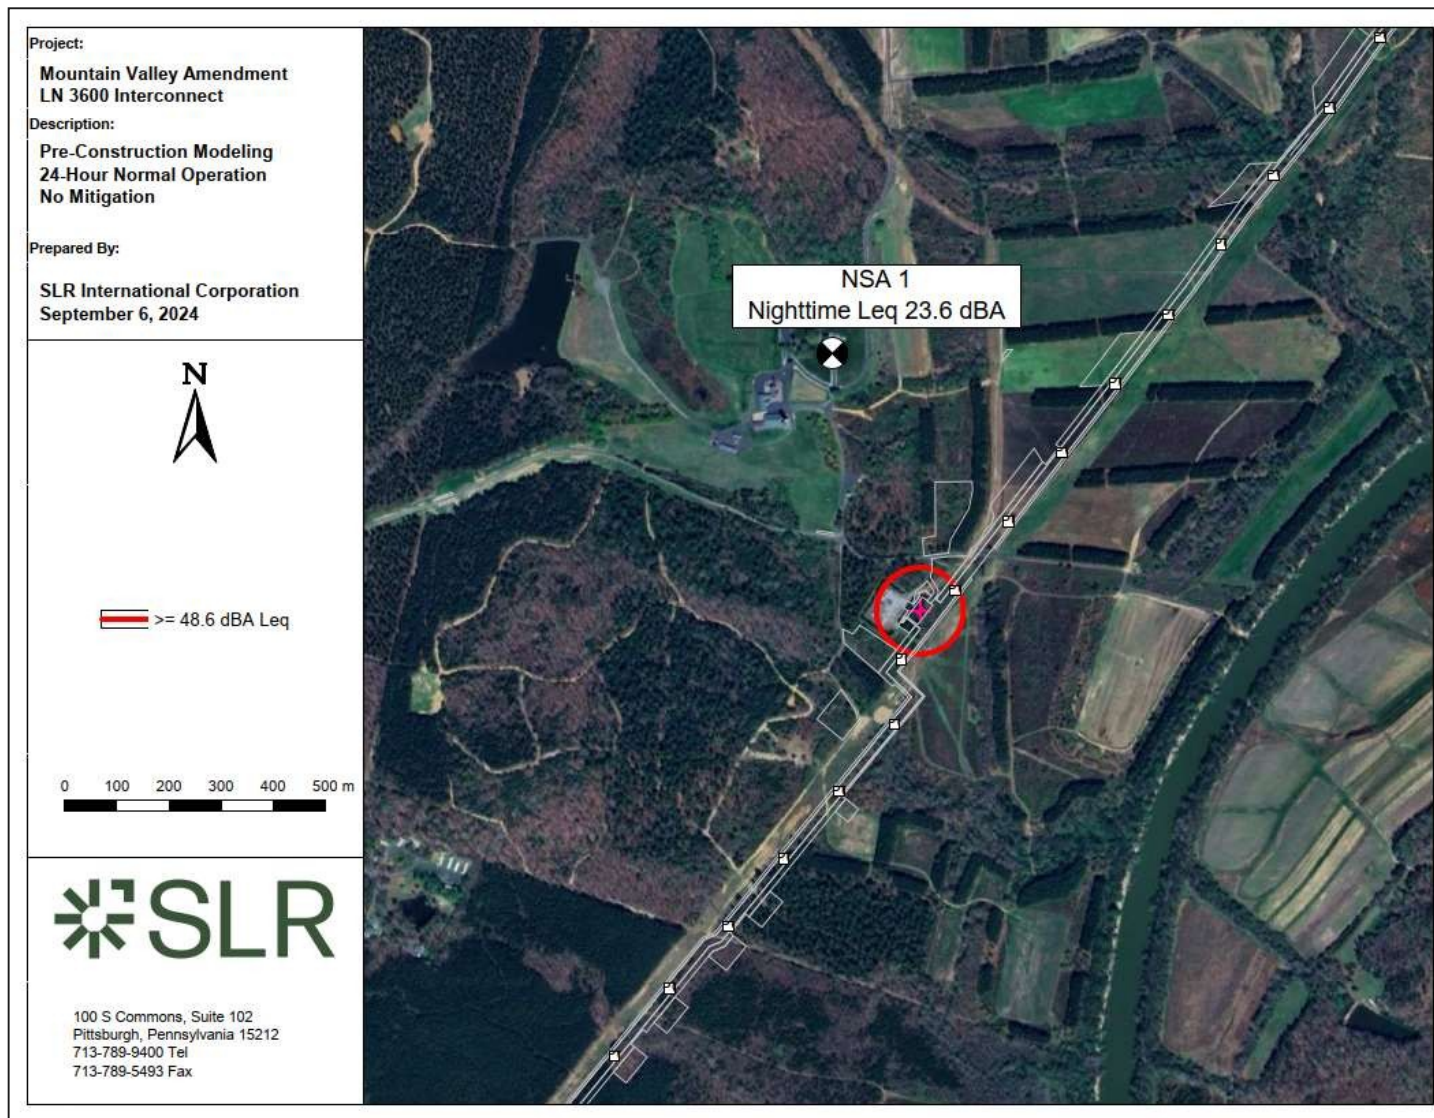 Project:
Mountain Valley Amendment
LN 3600 Interconnect
Description:
Pre-Construction Modeling
24-Hour Normal Operation
No Mitigation
Prepared By:
SLR International Corporation
September 6, 2024
N
>= 48.6 dBA Leq
0 100 200 300 400 500 m
SLR
100 S Commons, Suite 102
Pittsburgh, Pennsylvania 15212
713-789-9400 Tel
713-789-5493 Fax
NSA 1
Nighttime Leq 23.6 dBA